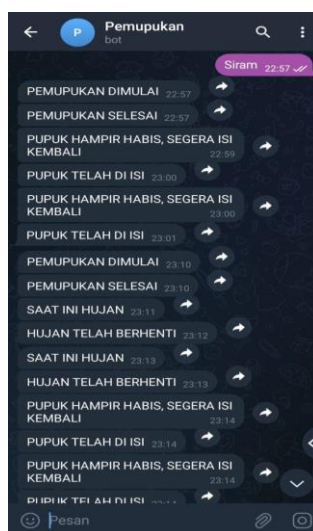 P
Pemupukan
bot
Siram 22:57
PEMUPUKAN DIMULAI 22:57
PEMUPUKAN SELESAI 22:57
PUPUK HAMPIR HABIS, SEGERA ISI
KEMBALI 22:59
PUPUK TELAH DI ISI 23:00
PUPUK HAMPIR HABIS, SEGERA ISI
KEMBALI 23:00
PUPUK TELAH DI ISI 23:01
PEMUPUKAN DIMULAI 23:10
PEMUPUKAN SELESAI 23:10
SAAT INI HUJAN 23:11
HUJAN TELAH BERHENTI 23:12
SAAT INI HUJAN 23:13
HUJAN TELAH BERHENTI 23:13
PUPUK HAMPIR HABIS, SEGERA ISI
KEMBALI 23:14
PUPUK TELAH DI ISI 23:14
PUPUK HAMPIR HABIS, SEGERA ISI
KEMBALI 23:14
PUPUK TELAH DI ISI
Pesan